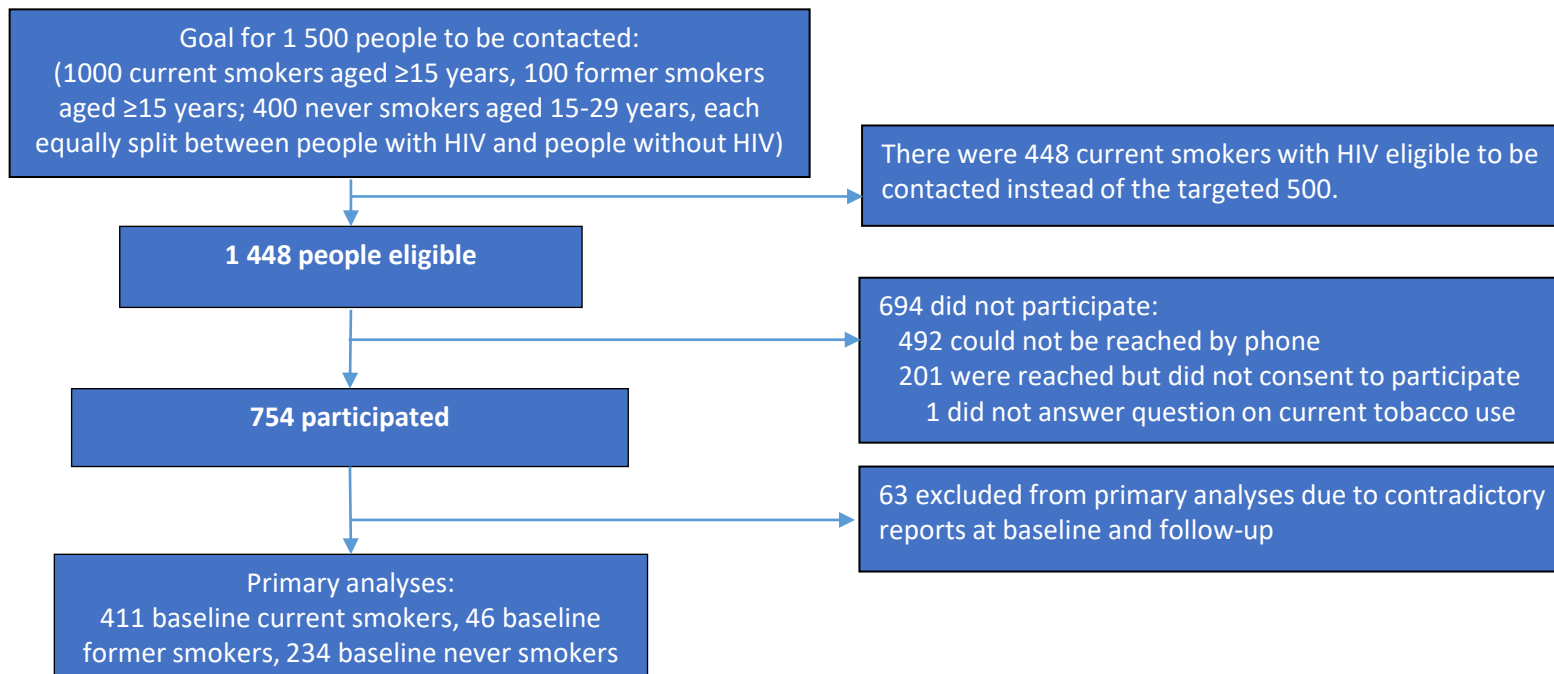 Goal for 1 500 people to be contacted:
(1000 current smokers aged ≥15 years, 100 former smokers
aged ≥15 years; 400 never smokers aged 15-29 years, each
equally split between people with HIV and people without HIV)
There were 448 current smokers with HIV eligible to be
contacted instead of the targeted 500.
1 448 people eligible
694 did not participate:
492 could not be reached by phone
201 were reached but did not consent to participate
1 did not answer question on current tobacco use
754 participated
63 excluded from primary analyses due to contradictory
reports at baseline and follow-up
Primary analyses:
411 baseline current smokers, 46 baseline
former smokers, 234 baseline never smokers